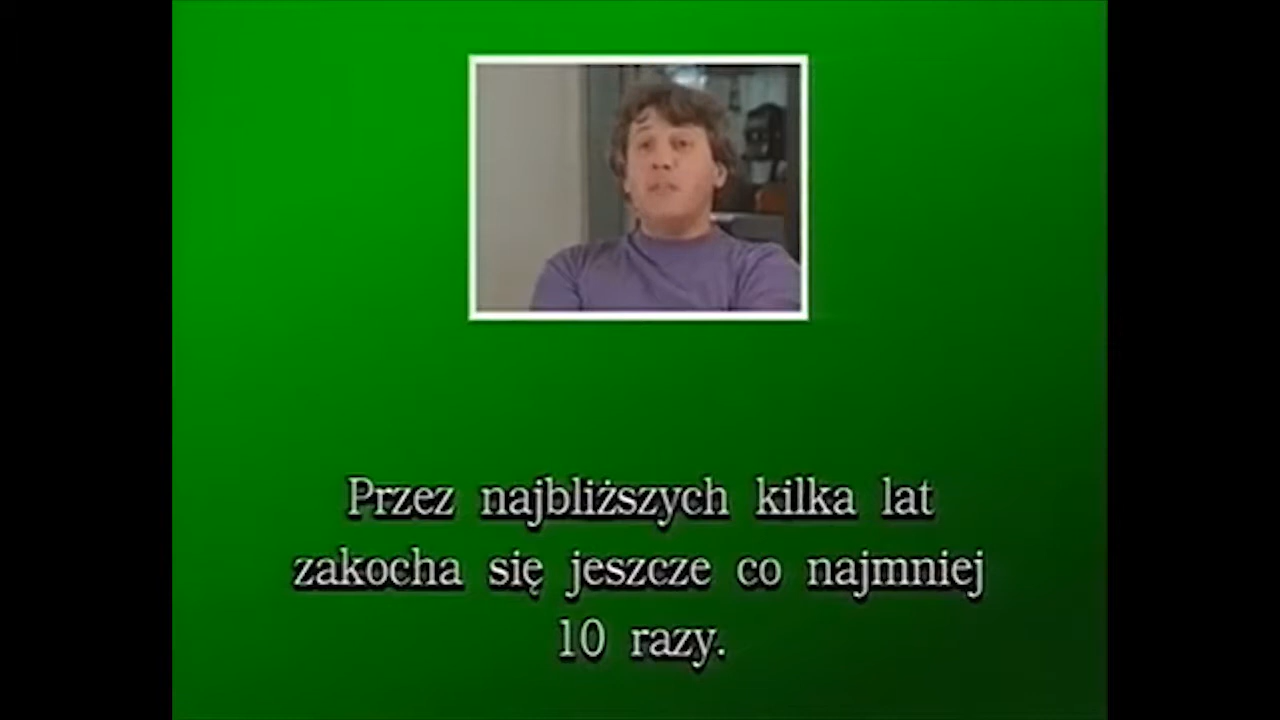 Przez najbliższych kilka lat
zakocha się jeszcze co najmniej
10 razy.